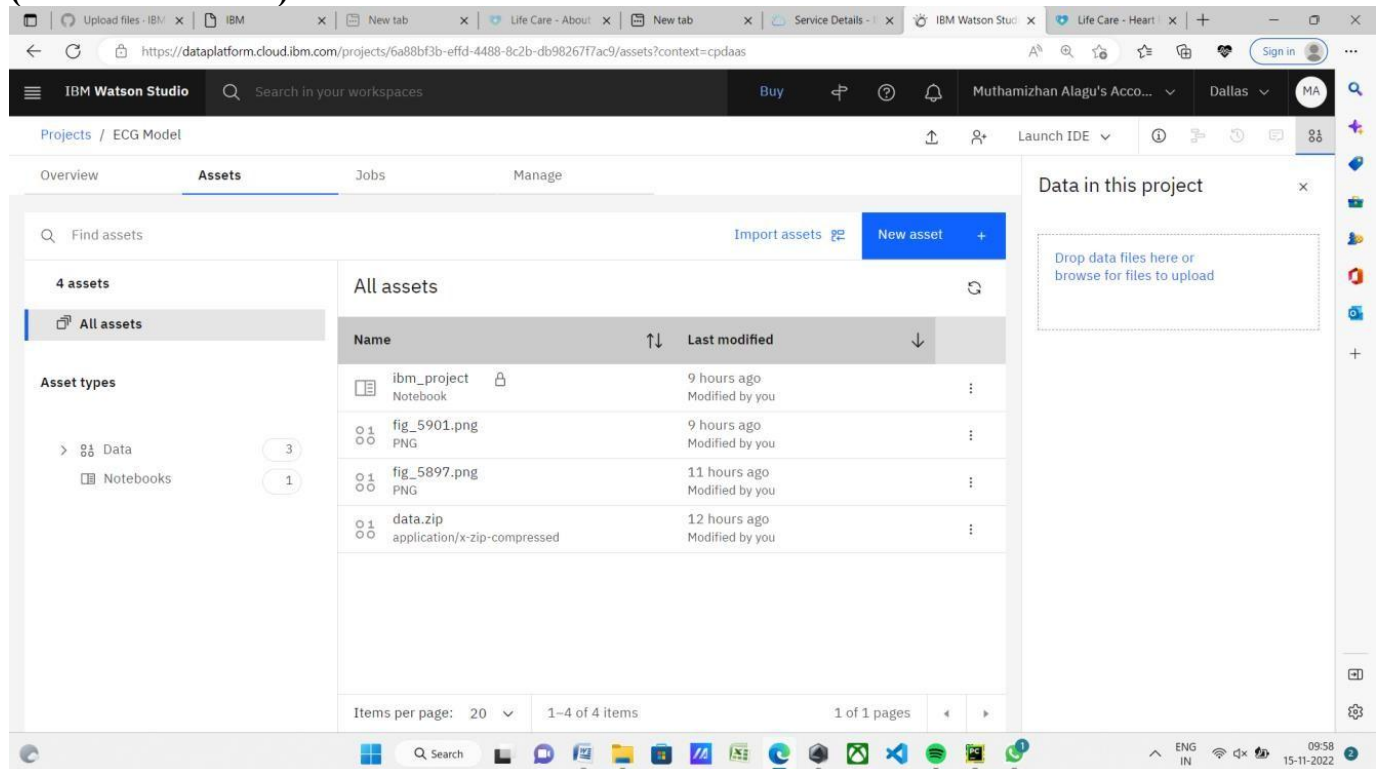 Upload files - IBM
IBM
New tab
Life Care - About
New tab
Service Details - I
IBM Watson Stud
Life Care - Heart
https://dataplatform.cloud.ibm.com/projects/6a88bf3b-effd-4488-8c2b-db98267f7ac9/assets?context=cpdaas
Sign in
IBM Watson Studio
Search in your workspaces
Buy
Muthamizhan Alagu's Acco...
Dallas
MA
Projects / ECG Model
Launch IDE
Overview
Assets
Jobs
Manage
Data in this project
Find assets
Import assets
New asset +
Drop data files here or
browse for files to upload
4 assets
All assets
All assets
Name
Last modified
Asset types
ibm_project
Notebook
9 hours ago
Modified by you
fig_5901.png
PNG
9 hours ago
Modified by you
Data 3
Notebooks 1
fig_5897.png
PNG
11 hours ago
Modified by you
data.zip
application/x-zip-compressed
12 hours ago
Modified by you
Items per page: 20
1–4 of 4 items
1 of 1 pages
Search
ENG
IN
09:58
15-11-2022
2